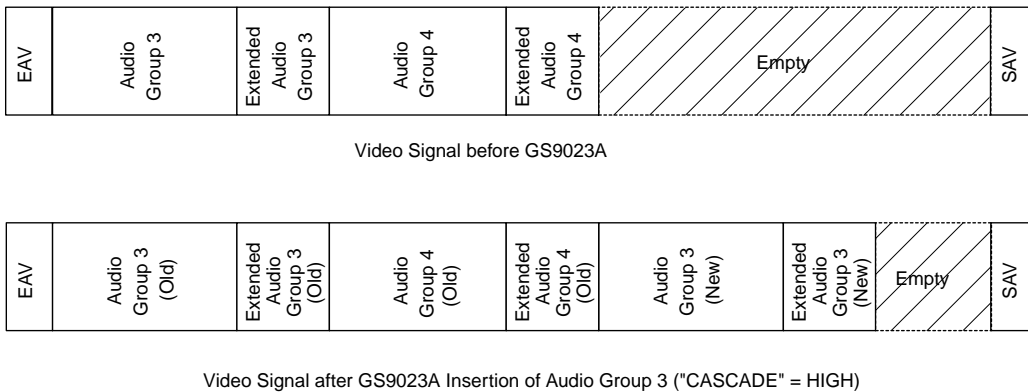 EAV
Audio
Group 3
Extended
Audio
Group 3
Audio
Group 4
Extended
Audio
Group 4
Empty
SAV
Video Signal before GS9023A
EAV
Audio
Group 3
(Old)
Extended
Audio
Group 3
(Old)
Audio
Group 4
(Old)
Extended
Audio
Group 4
(Old)
Audio
Group 3
(New)
Extended
Audio
Group 3
(New)
Empty
SAV
Video Signal after GS9023A Insertion of Audio Group 3 ("CASCADE" = HIGH)